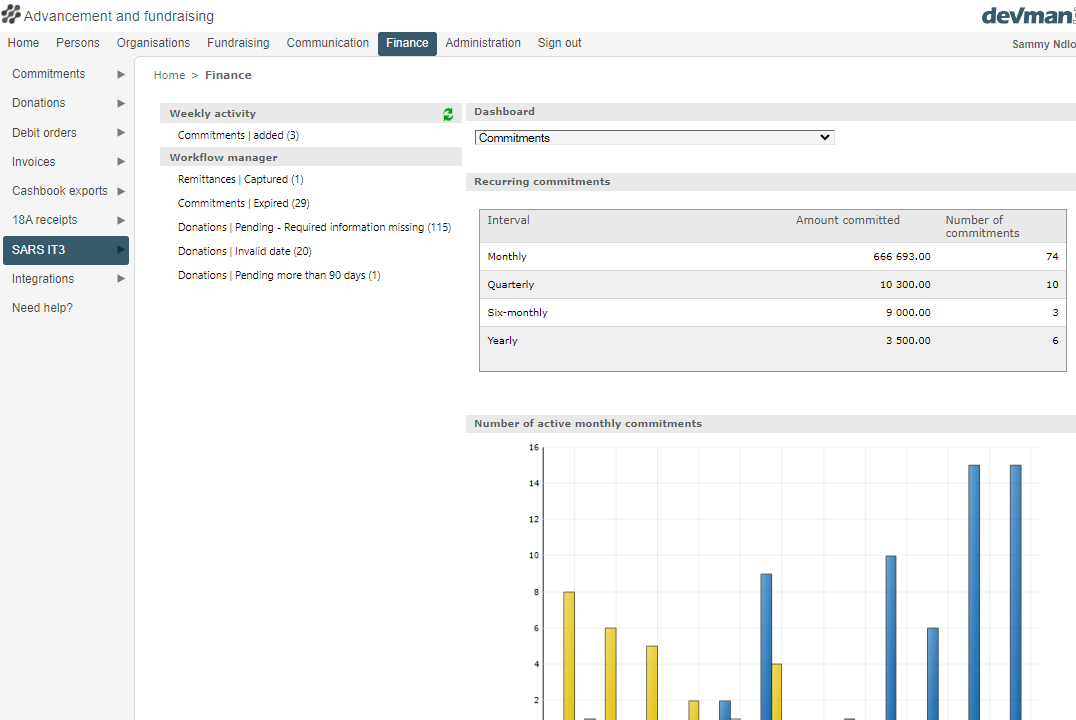 Advancement and fundraising
devman
Home Persons Organisations Fundraising Communication Finance Administration Sign out
Sammy Ndlo
Commitments
Donations
Debit orders
Invoices
Cashbook exports
18A receipts
SARS IT3
Integrations
Need help?
Home > Finance
Weekly activity
Commitments | added (3)
Workflow manager
Remittances | Captured (1)
Commitments | Expired (29)
Donations | Pending - Required information missing (115)
Donations | Invalid date (20)
Donations | Pending more than 90 days (1)
Dashboard
Commitments
Recurring commitments
Interval Amount committed Number of
commitments
Monthly 666 693.00 74
Quarterly 10 300.00 10
Six-monthly 9 000.00 3
Yearly 3 500.00 6
Number of active monthly commitments
16
14
12
10
8
6
4
2